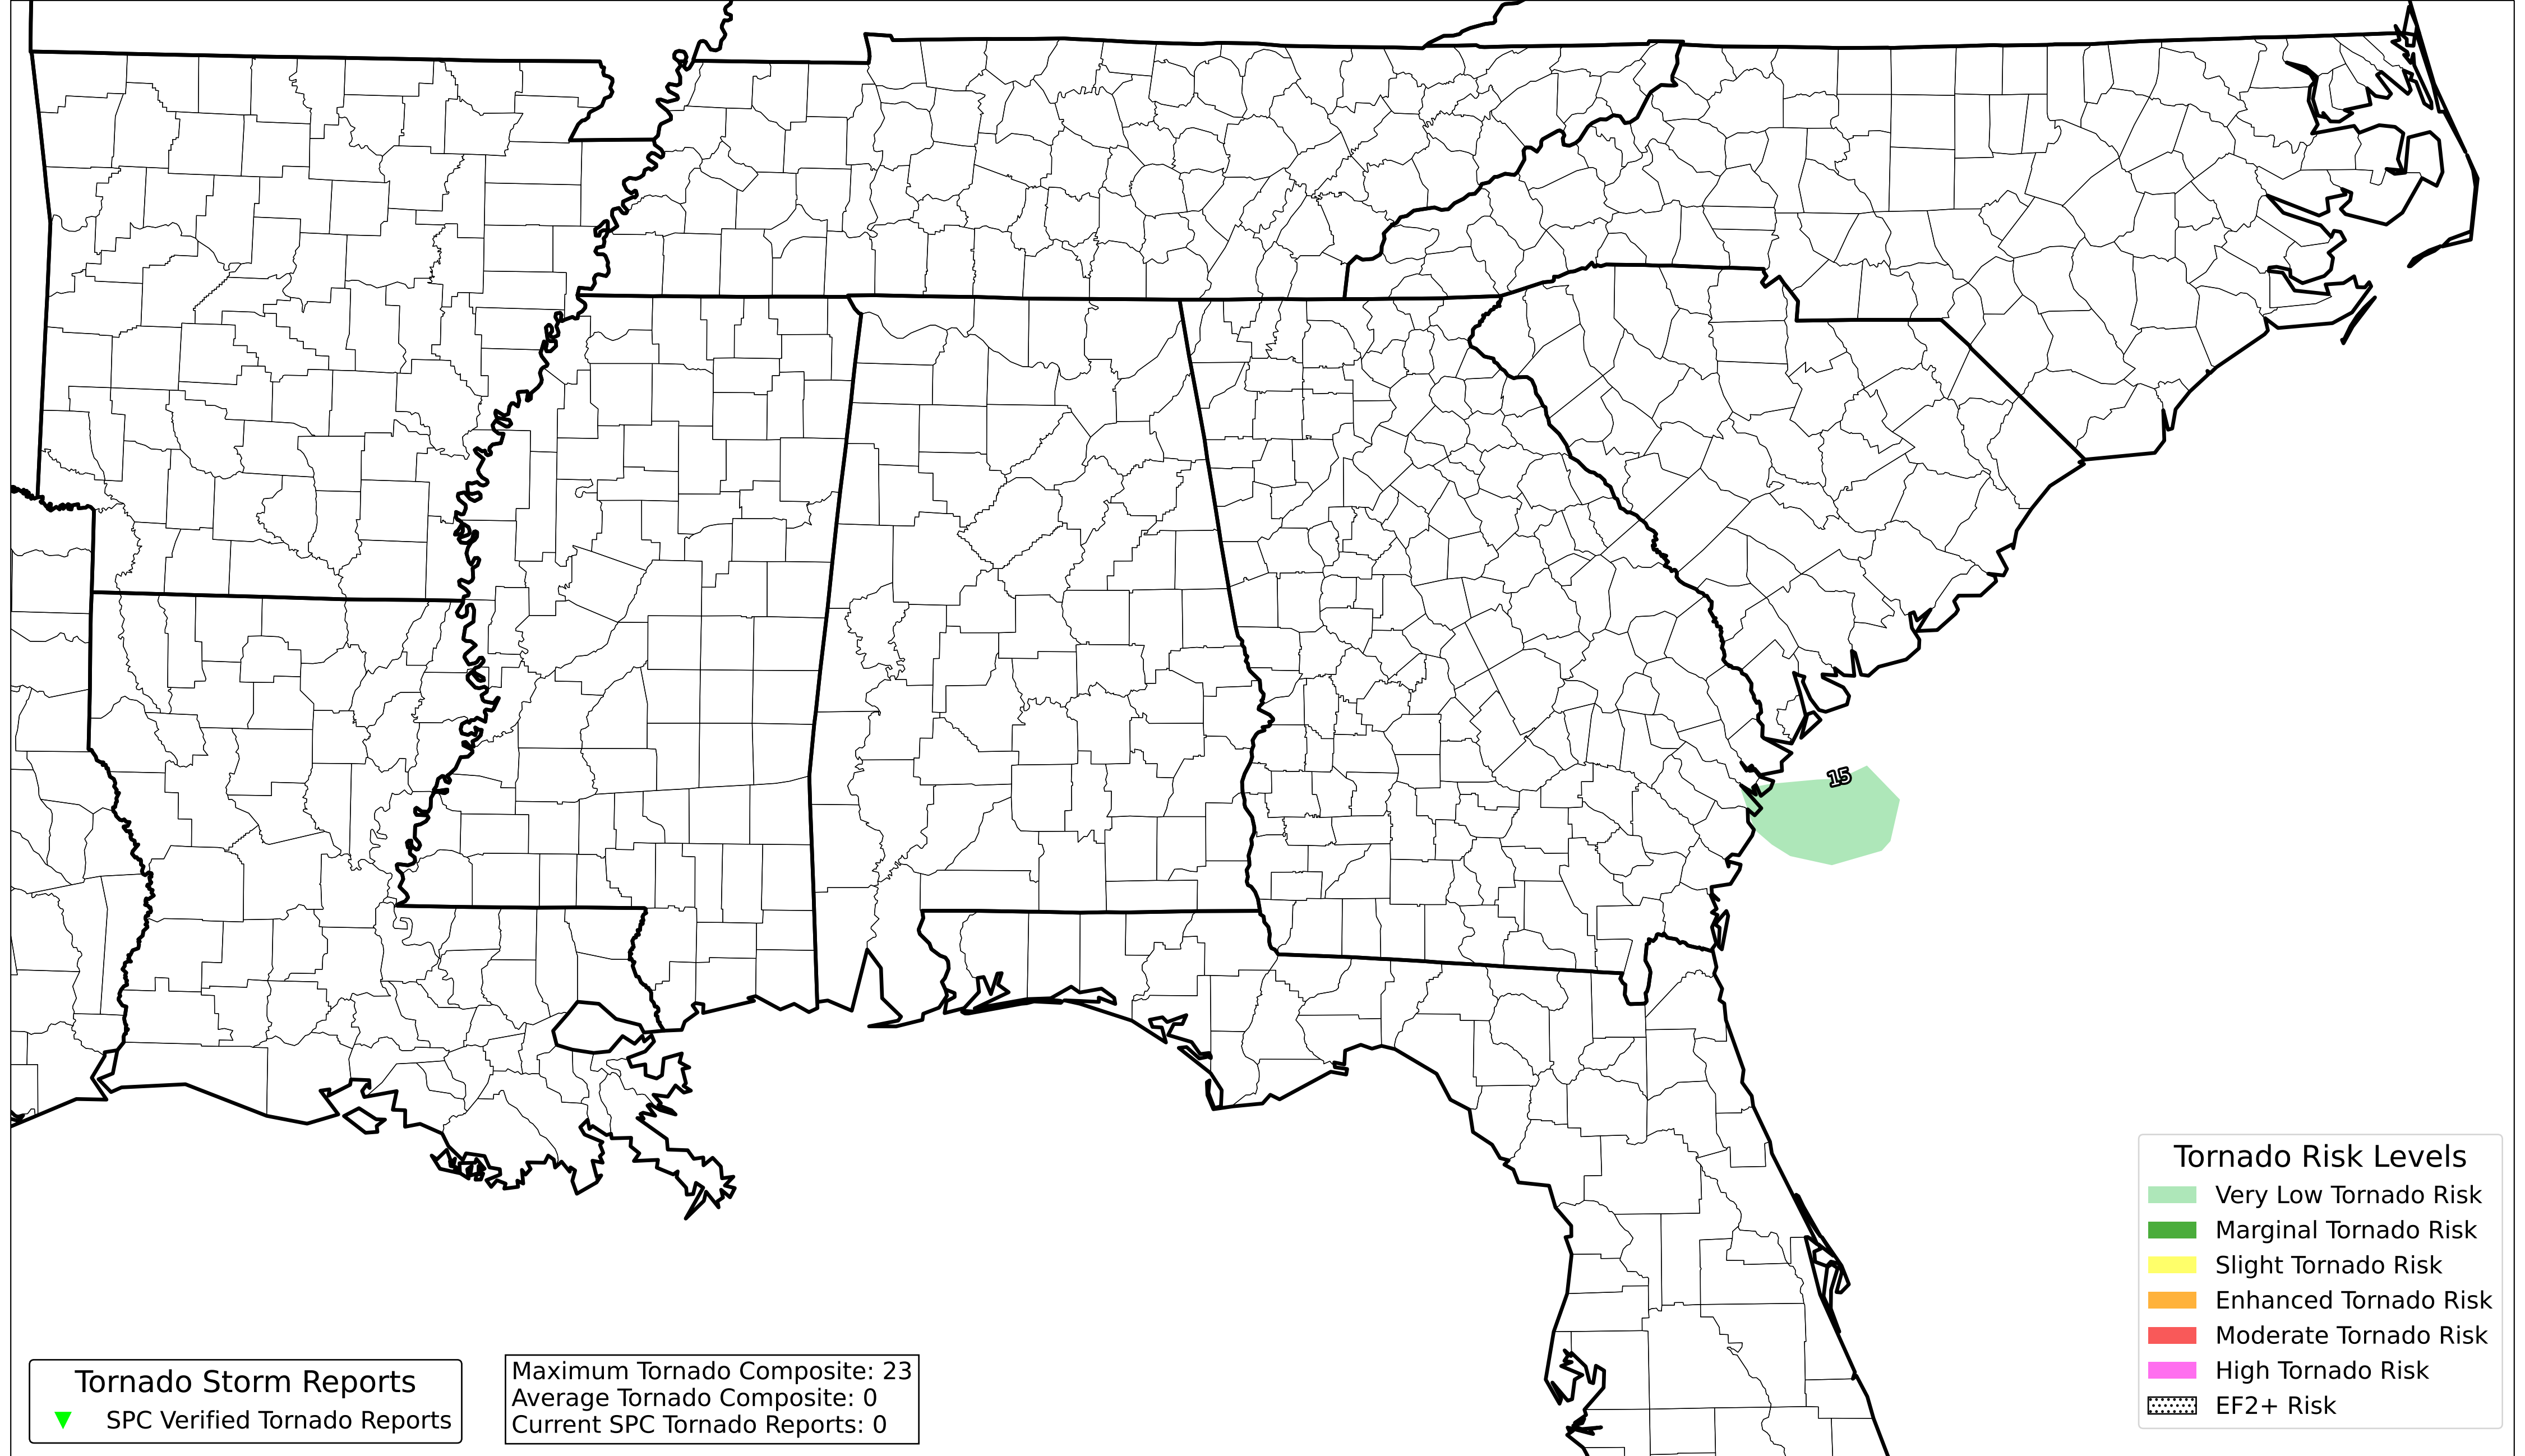 15
Tornado Risk Levels
Very Low Tornado Risk
Marginal Tornado Risk
Slight Tornado Risk
Enhanced Tornado Risk
Moderate Tornado Risk
High Tornado Risk
EF2+ Risk
Tornado Storm Reports
SPC Verified Tornado Reports
Maximum Tornado Composite: 23
Average Tornado Composite: 0
Current SPC Tornado Reports: 0